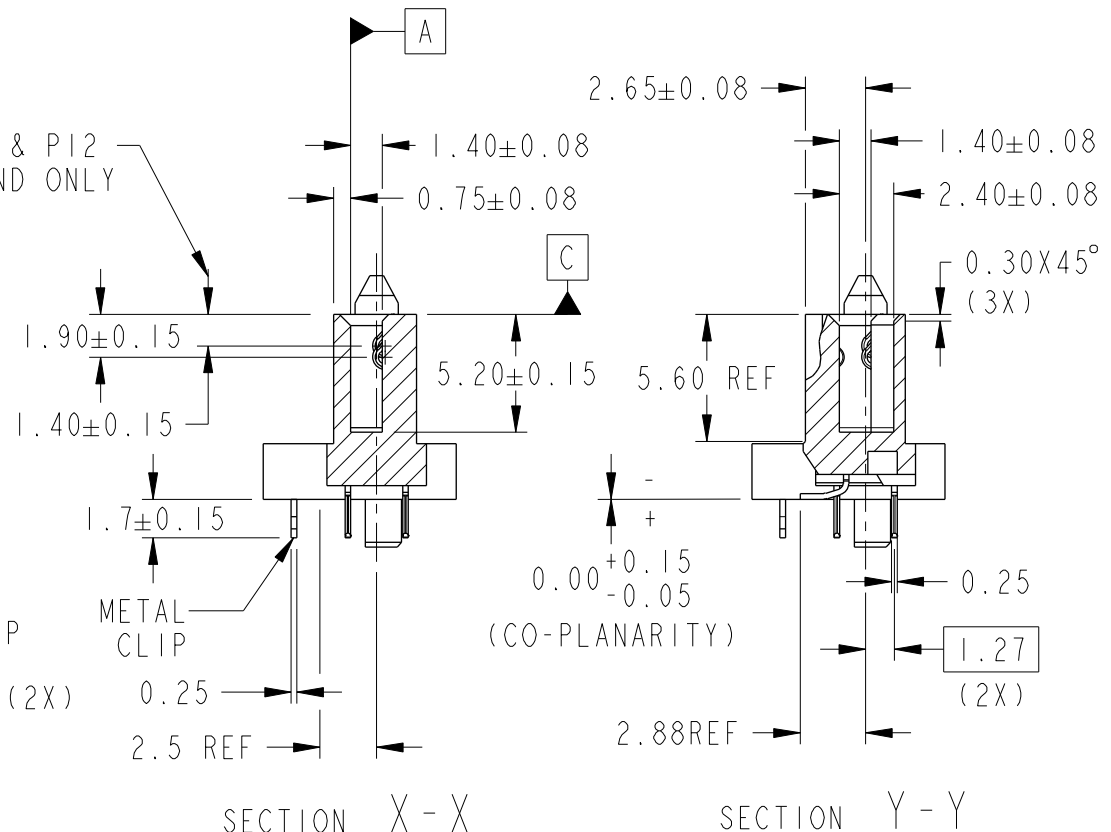 A
2.65±0.08
& P12
ND ONLY
1.40±0.08
1.40±0.08
0.75±0.08
2.40±0.08
C
0.30X45°
(3X)
1.90±0.15
5.20±0.15
5.60 REF
1.40±0.15
-
+
1.7±0.15
0.00 +0.15
-0.05
(CO-PLANARITY)
0.25
METAL
CLIP
P
(2X)
0.25
1.27
(2X)
2.5 REF
2.88REF
SECTION X-X
SECTION Y-Y